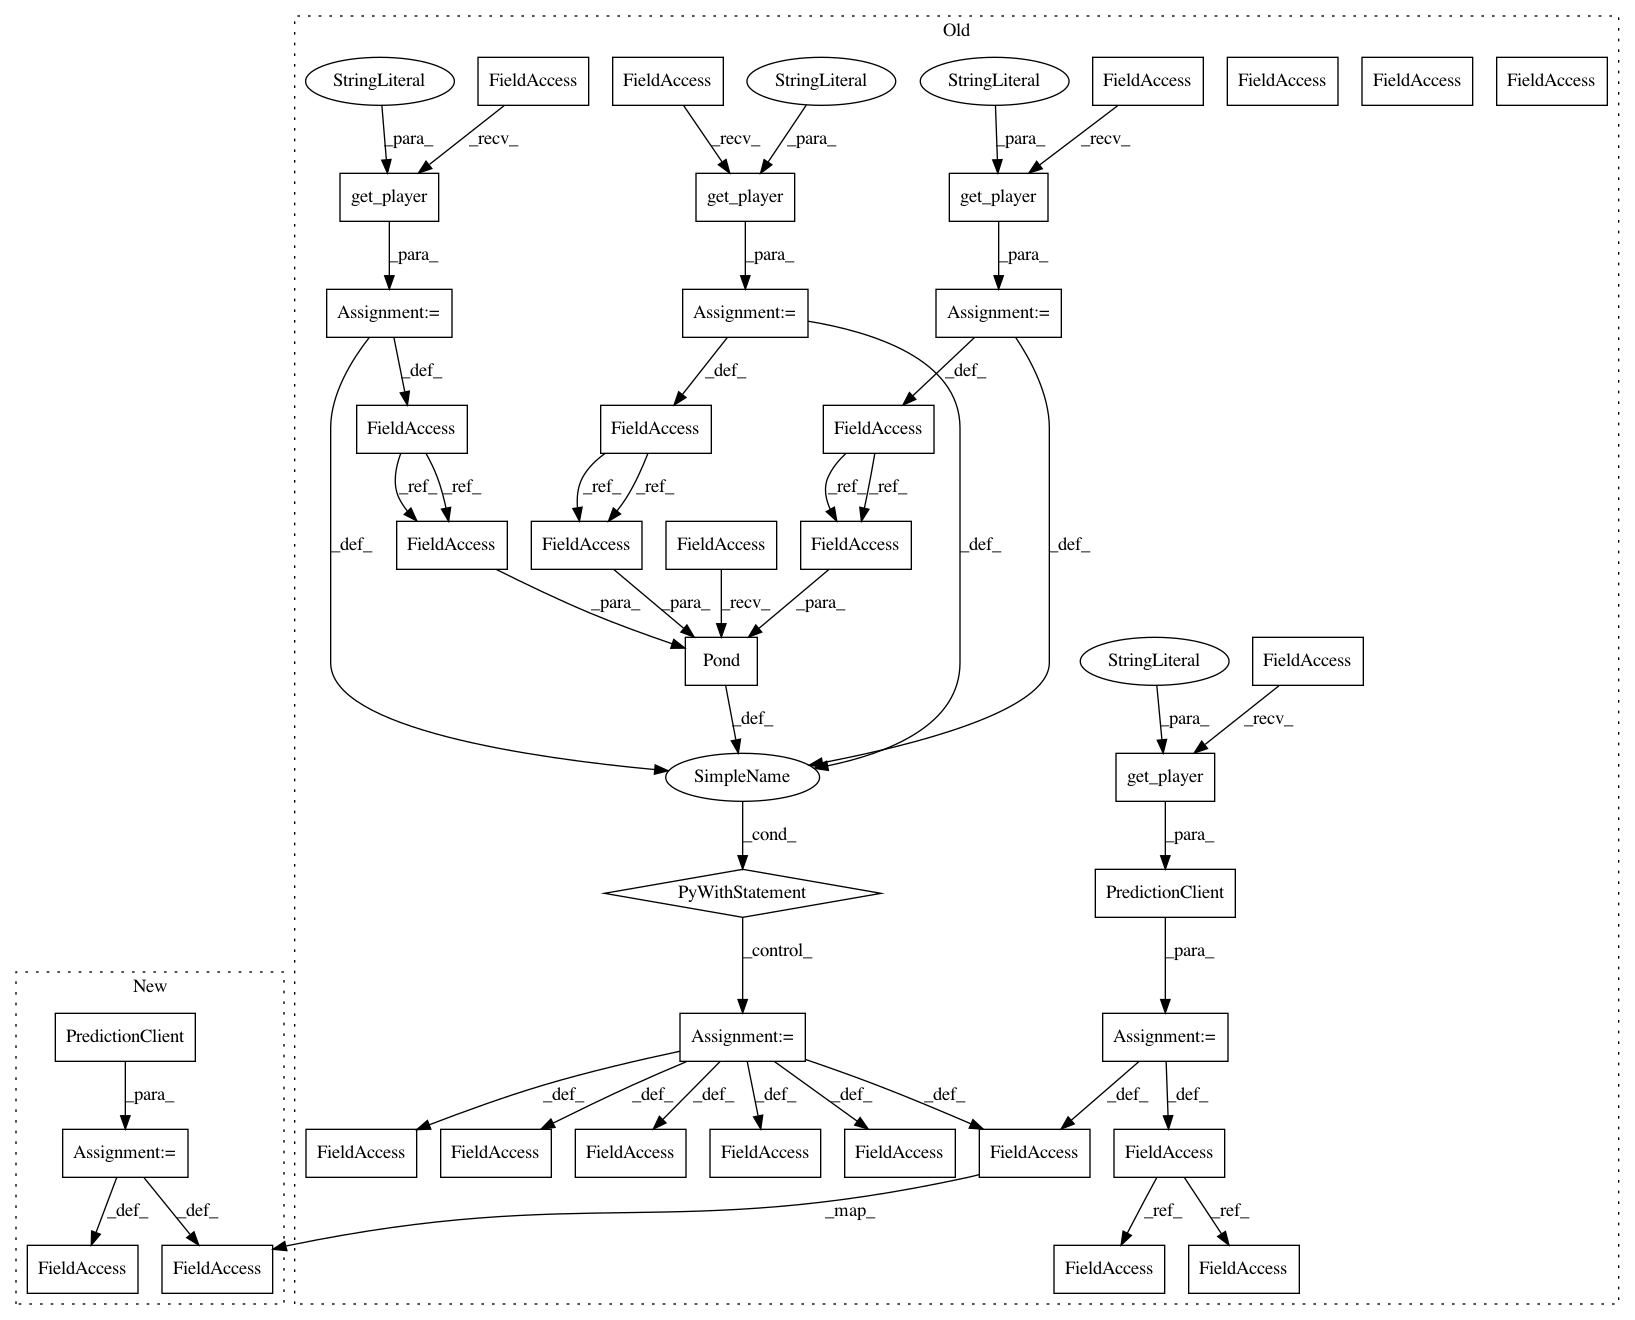 Old
StringLiteral FieldAccess FieldAccess StringLiteral StringLiteral FieldAccess FieldAccess FieldAccess FieldAccess
_para_ _recv_ _recv_ _para_ _para_ _recv_
get_player get_player get_player
_para_ _para_ _para_
Assignment:= Assignment:= Assignment:=
_def_ _def_ _def_
FieldAccess FieldAccess FieldAccess
_ref_ _ref_ _ref_ _ref_ _ref_ _ref_
FieldAccess FieldAccess FieldAccess FieldAccess
_def_ _def_ _def_
_para_ _para_ _recv_ _para_
Pond StringLiteral FieldAccess
_def_ _para_ _recv_
SimpleName get_player
_cond_ _para_
PyWithStatement PredictionClient
_control_ _para_
New
PredictionClient Assignment:= Assignment:=
_para_ _def_ _def_ _def_ _def_ _def_ _def_ _def_ _def_
Assignment:= FieldAccess FieldAccess FieldAccess FieldAccess FieldAccess FieldAccess FieldAccess
_def_ _def_ _map_ _ref_ _ref_
FieldAccess FieldAccess FieldAccess FieldAccess